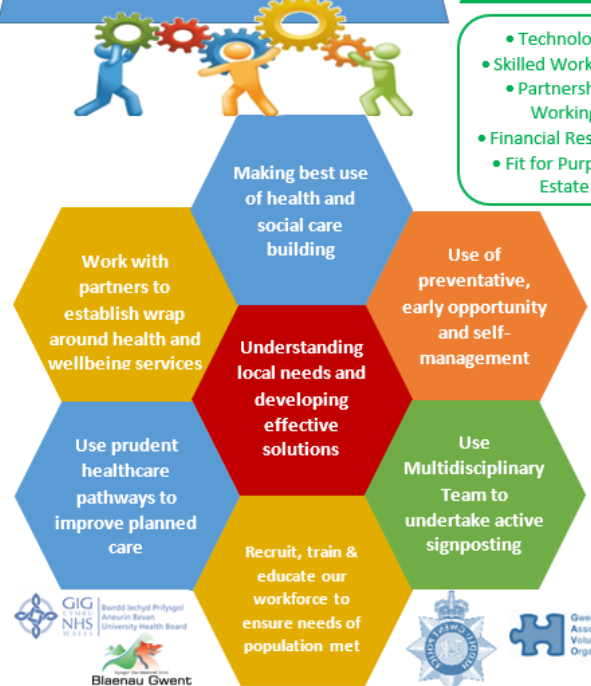 • Technolo
• Skilled Work
• Partnersh
Working
• Financial Res
• Fit for Purp
Estate
Making best use
of health and
social care
building
Work with
partners to
establish wrap
around health and
wellbeing services
Use of
preventative,
early opportunity
and self-
management
Understanding
local needs and
developing
effective
solutions
Use prudent
healthcare
pathways to
improve planned
care
Use
Multidisciplinary
Team to
undertake active
signposting
Recruit, train &
educate our
workforce to
ensure needs of
population met
GIG
CYMRU
NHS
WALES
Bwrdd Iechyd Prifysgol
Aneurin Bevan
University Health Board
Blaenau Gwent
HEDDLU GWENT POLICE
Gwe
Asso
Volu
Orga